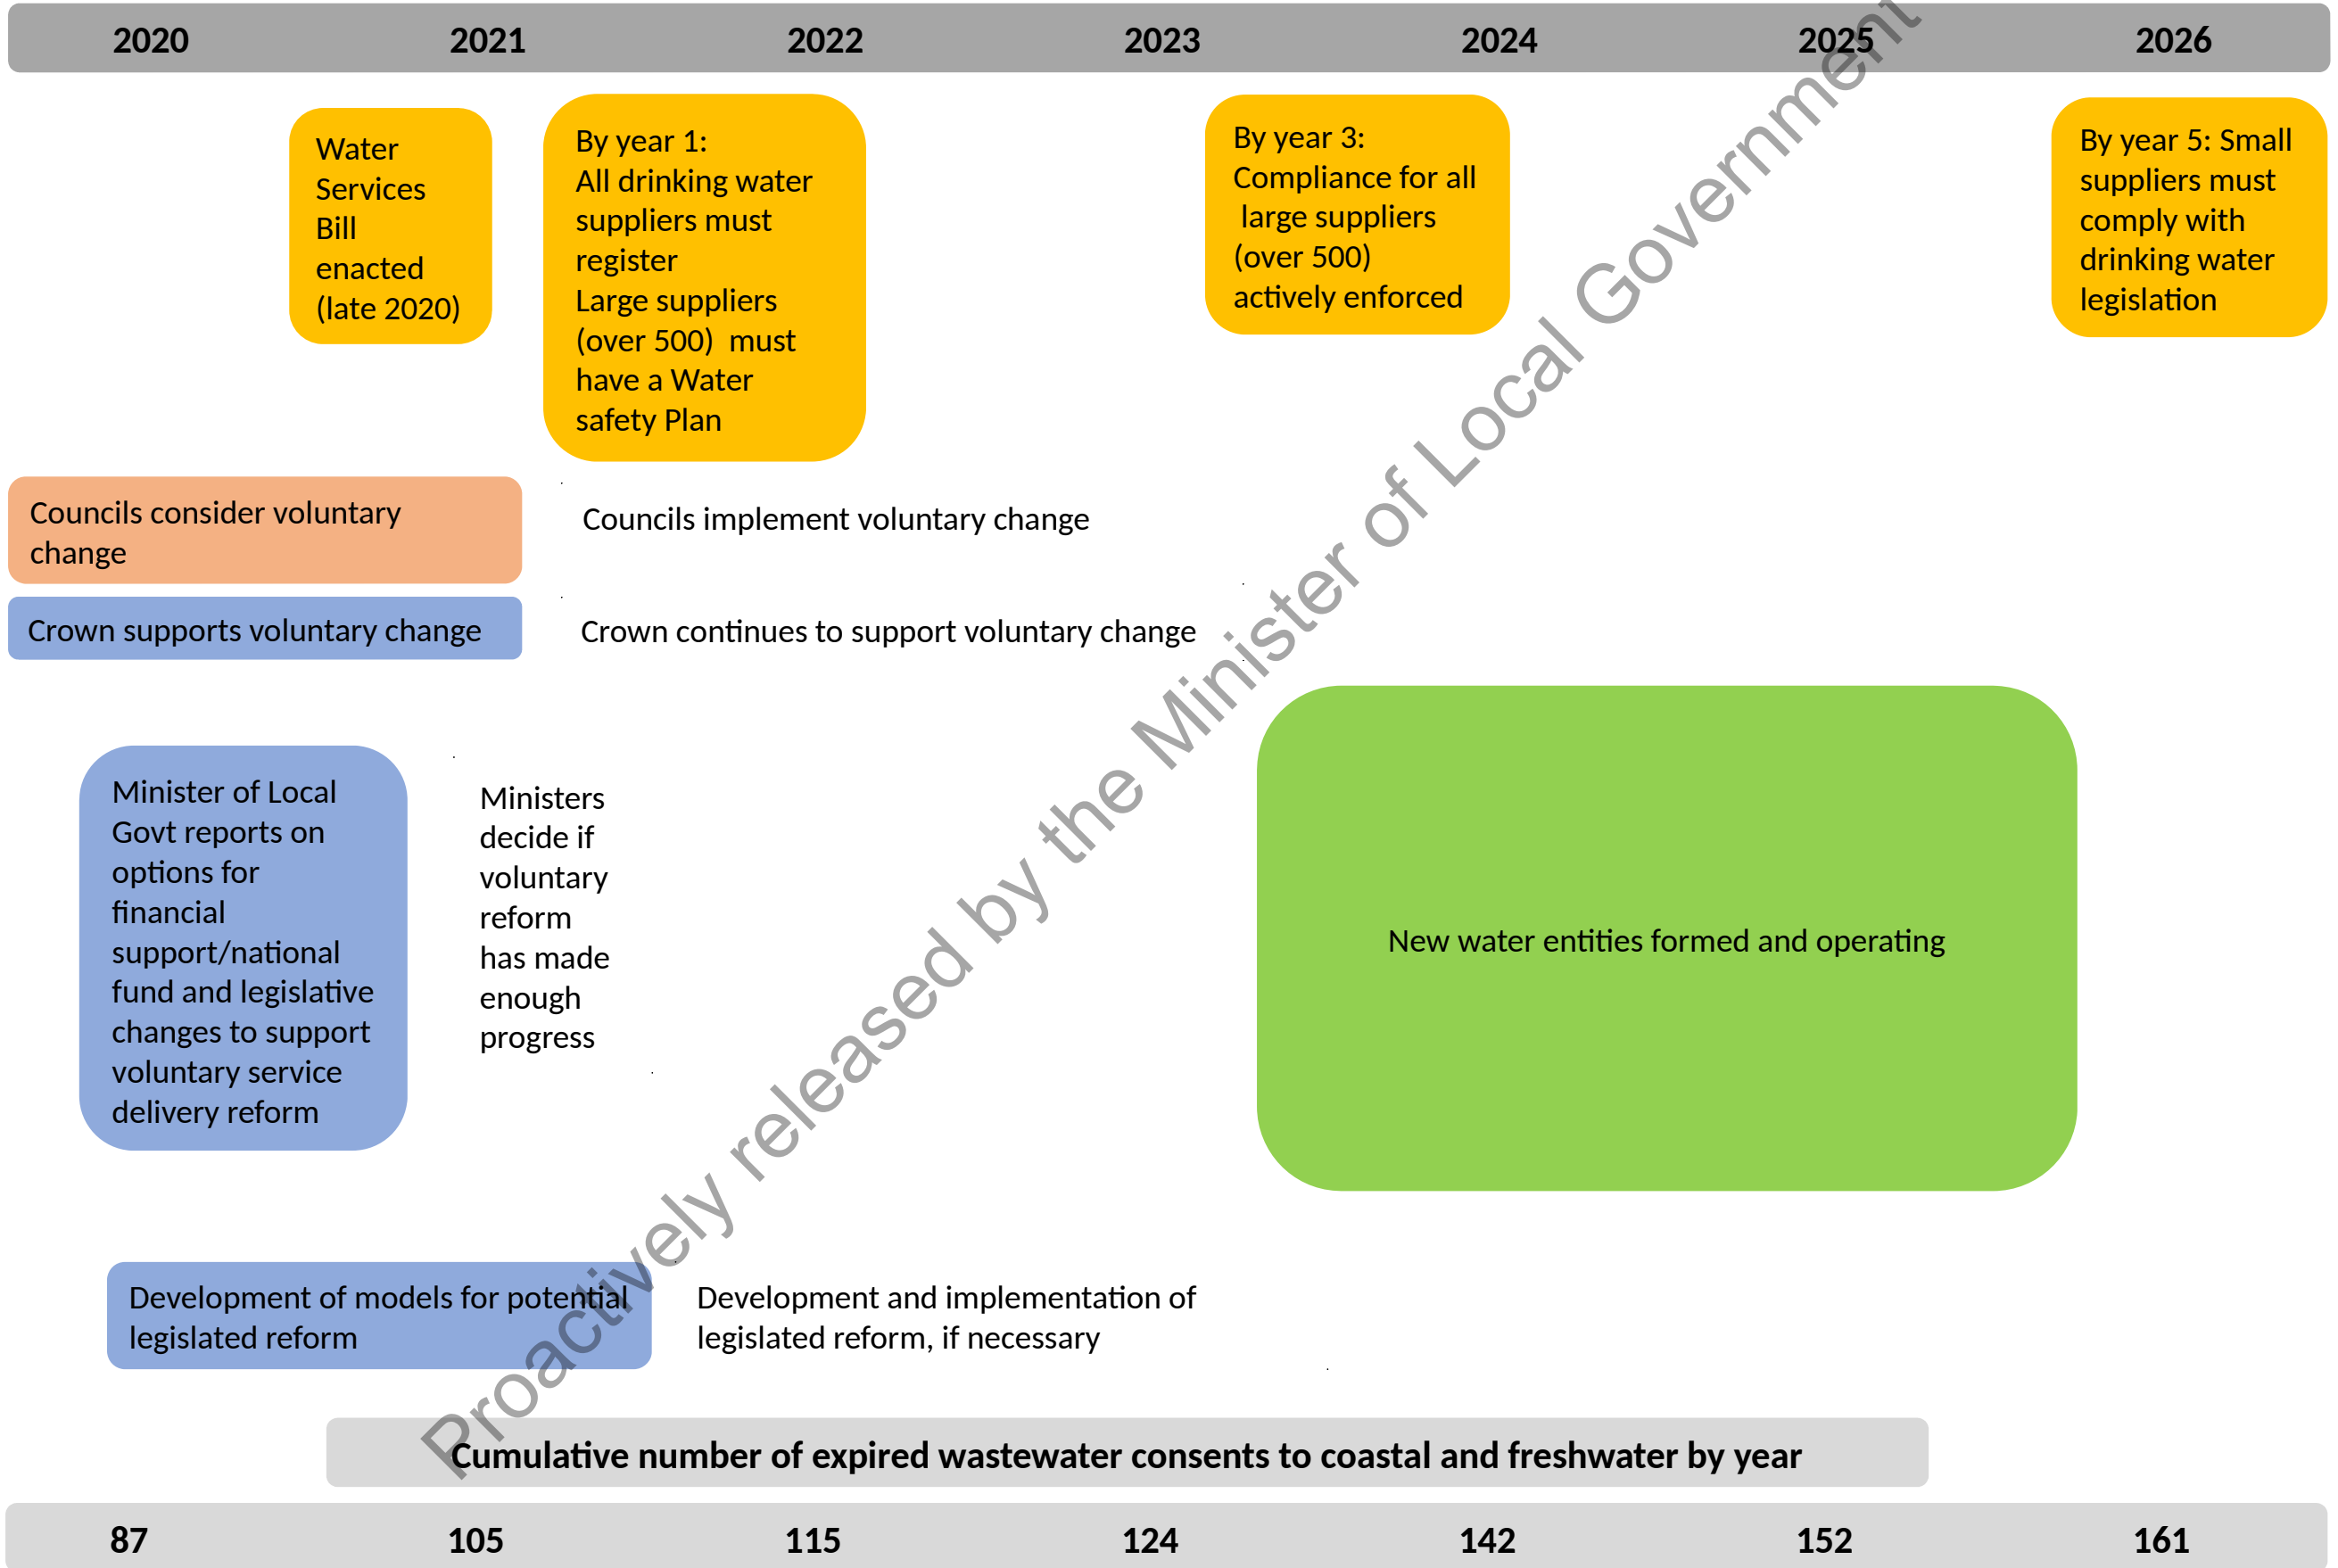 2020 2021 2022 2023 2024 2025 2026
Water
Services
Bill
enacted
(late 2020)
By year 1:
All drinking water
suppliers must
register
Large suppliers
(over 500)  must
have a Water
safety Plan
By year 3:
Compliance for all
large suppliers
(over 500)
actively enforced
By year 5: Small
suppliers must
comply with
drinking water
legislation
Councils consider voluntary
change
Councils implement voluntary change
Crown supports voluntary change
Crown continues to support voluntary change
Minister of Local
Govt reports on
options for
financial
support/national
fund and legislative
changes to support
voluntary service
delivery reform
Ministers
decide if
voluntary
reform
has made
enough
progress
New water entities formed and operating
Development of models for potential
legislated reform
Development and implementation of
legislated reform, if necessary
Cumulative number of expired wastewater consents to coastal and freshwater by year
87 105 115 124 142 152 161
Proactively released by the Minister of Local Government